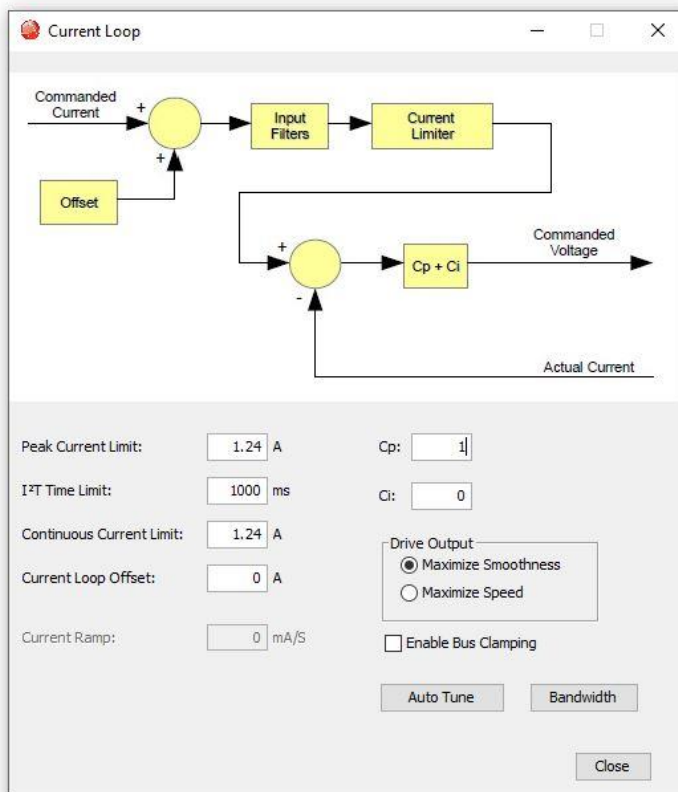 Current Loop
Commanded
Current
+
+
Offset
Input
Filters
Current
Limiter
+
-
Cp + Ci
Commanded
Voltage
Actual Current
Peak Current Limit: 1.24 A
I²T Time Limit: 1000 ms
Continuous Current Limit: 1.24 A
Current Loop Offset: 0 A
Current Ramp: 0 mA/S
Cp: 1
Ci: 0
Drive Output
Maximize Smoothness
Maximize Speed
Enable Bus Clamping
Auto Tune
Bandwidth
Close